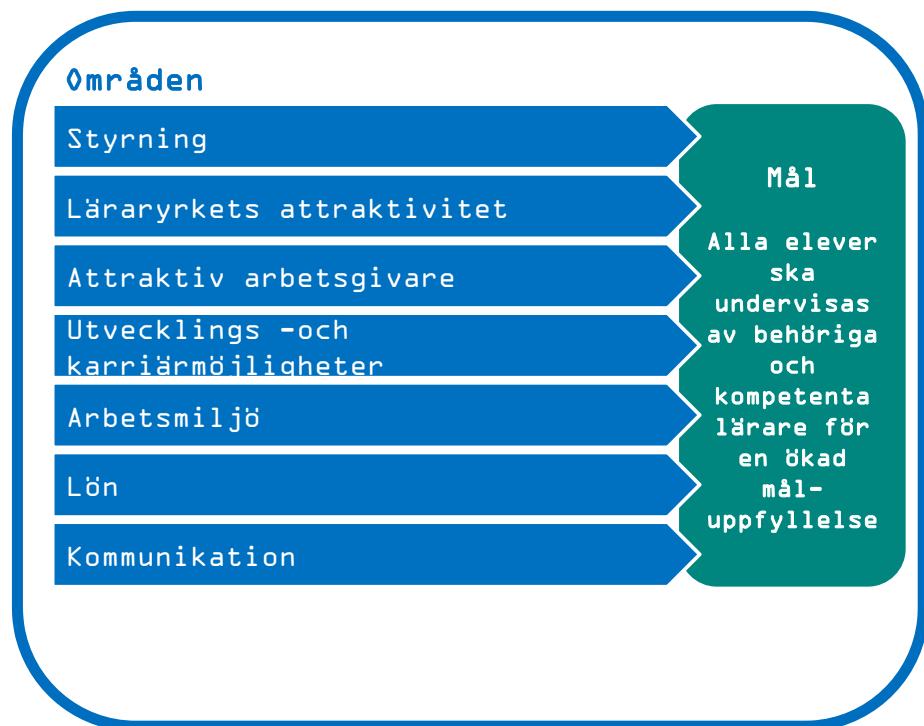 Områden
Styrning
Läraryrkets attraktivitet
Attraktiv arbetsgivare
Utvecklings -och
karriärmöjligheter
Arbetsmiljö
Lön
Kommunikation
Mål
Alla elever
ska
undervisas
av behöriga
och
kompetenta
lärare för
en ökad
mål-
uppfyllelse